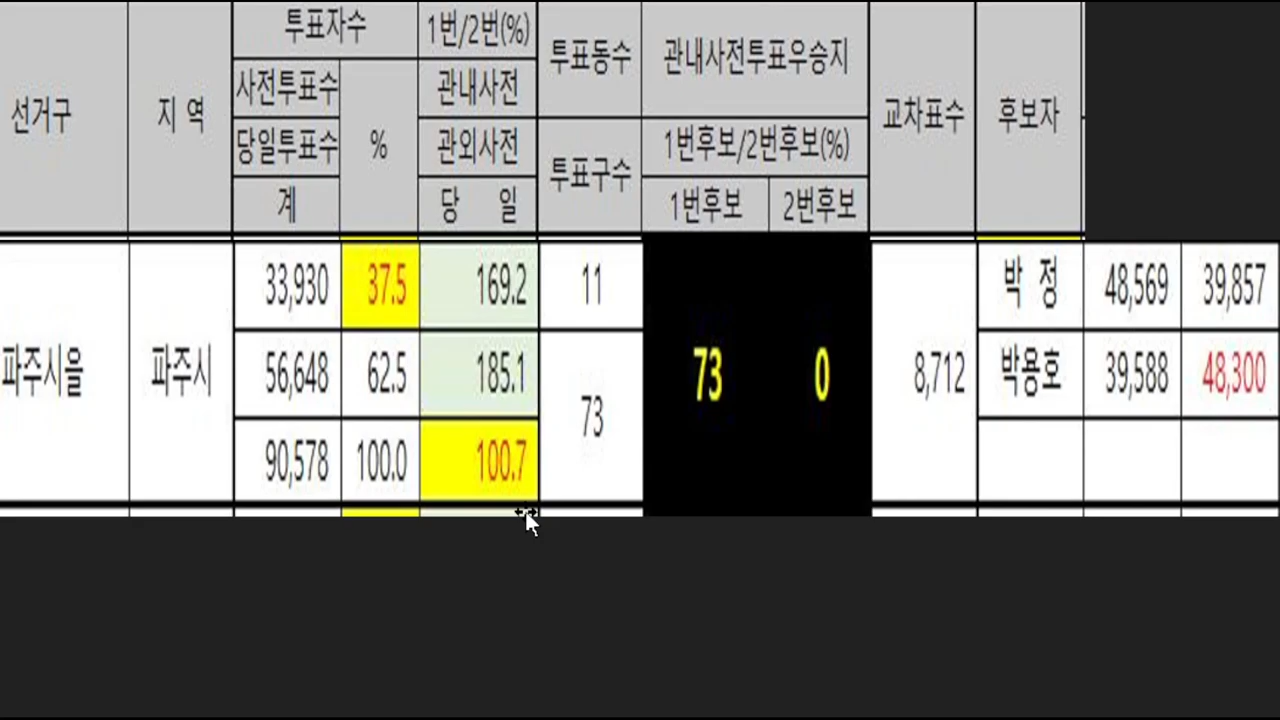 선거구 지 역 투표자수 1번/2번(%) 투표동수 관내사전투표우승지 교차표수 후보자
사전투표수 % 관내사전
당일투표수 관외사전 투표구수 1번후보/2번후보(%)
계 당 일 1번후보 2번후보
파주시을 파주시 33,930 37.5 169.2 11 73 0 8,712 박 정 48,569 39,857
56,648 62.5 185.1 73 박용호 39,588 48,300
90,578 100.0 100.7